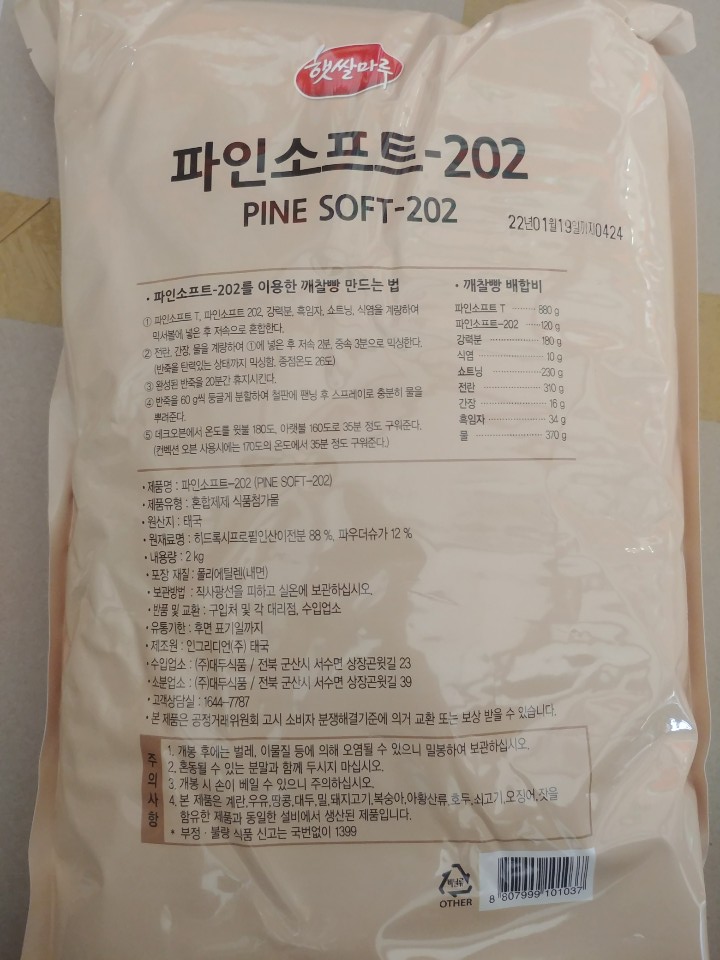 햇쌀마루
파인소프트-202
PINE SOFT-202
22년01월19일까지0424
• 파인소프트-202를 이용한 깨찰빵 만드는 법
① 파인소프트 T, 파인소프트 202, 강력분, 흑임자, 쇼트닝, 식염을 계량하여
믹서볼에 넣은 후 저속으로 혼합한다.
② 전란, 간장, 물을 계량하여 ①에 넣은 후 저속 2분, 중속 3분으로 믹싱한다.
(반죽을 탄력있는 상태까지 믹싱함, 종점온도 26도)
③ 완성된 반죽을 20분간 휴지시킨다.
④ 반죽을 60 g씩 둥글게 분할하여 철판에 팬닝 후 스프레이로 충분히 물을
뿌려준다.
⑤ 데크오븐에서 온도를 윗불 180도, 아랫불 160도로 35분 정도 구워준다.
(컨벡션 오븐 사용시에는 170도의 온도에서 35분 정도 구워준다.)
• 깨찰빵 배합비
파인소프트 T ········ 880 g
파인소프트-202 ······ 120 g
강력분 ········ 180 g
식염 ········ 10 g
쇼트닝 ········ 230 g
전란 ········ 310 g
간장 ········ 16 g
흑임자 ········ 34 g
물 ········ 370 g
• 제품명 : 파인소프트-202 (PINE SOFT-202)
• 제품유형 : 혼합제제 식품첨가물
• 원산지 : 태국
• 원재료명 : 히드록시프로필인산이전분 88 %, 파우더슈가 12 %
• 내용량 : 2 kg
• 포장 재질 : 폴리에틸렌(내면)
• 보관방법 : 직사광선을 피하고 실온에 보관하십시오.
• 반품 및 교환 : 구입처 및 각 대리점, 수입업소
• 유통기한 : 후면 표기일까지
• 제조원 : 인그리디언(주) 태국
• 수입업소 : (주)대두식품 / 전북 군산시 서수면 상장곤윗길 23
• 소분업소 : (주)대두식품 / 전북 군산시 서수면 상장곤윗길 39
• 고객상담실 : 1644-7787
• 본 제품은 공정거래위원회 고시 소비자 분쟁해결기준에 의거 교환 또는 보상 받을 수 있습니다.
주의사항
1. 개봉 후에는 벌레, 이물질 등에 의해 오염될 수 있으니 밀봉하여 보관하십시오.
2. 혼동될 수 있는 분말과 함께 두시지 마십시오.
3. 개봉 시 손이 베일 수 있으니 주의하십시오.
4. 본 제품은 계란,우유,땅콩,대두,밀,돼지고기,복숭아,아황산류,호두,쇠고기,오징어,잣을
함유한 제품과 동일한 설비에서 생산된 제품입니다.
* 부정 · 불량 식품 신고는 국번없이 1399
OTHER
8 807999 101037